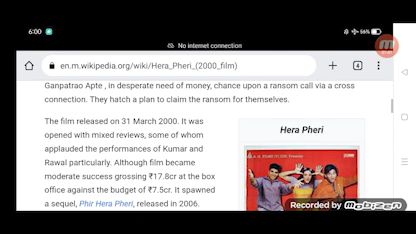 6:00
56%
No internet connection
en.m.wikipedia.org/wiki/Hera_Pheri_(2000_film)
4
Ganpatrao Apte , in desperate need of money, chance upon a ransom call via a cross
connection. They hatch a plan to claim the ransom for themselves.
The film released on 31 March 2000. It was
opened with mixed reviews, some of whom
applauded the performances of Kumar and
Rawal particularly. Although film became
moderate success grossing ₹17.8cr at the box
office against the budget of ₹7.5cr. It spawned
a sequel, Phir Hera Pheri, released in 2006.
Hera Pheri
Recorded by mobizen